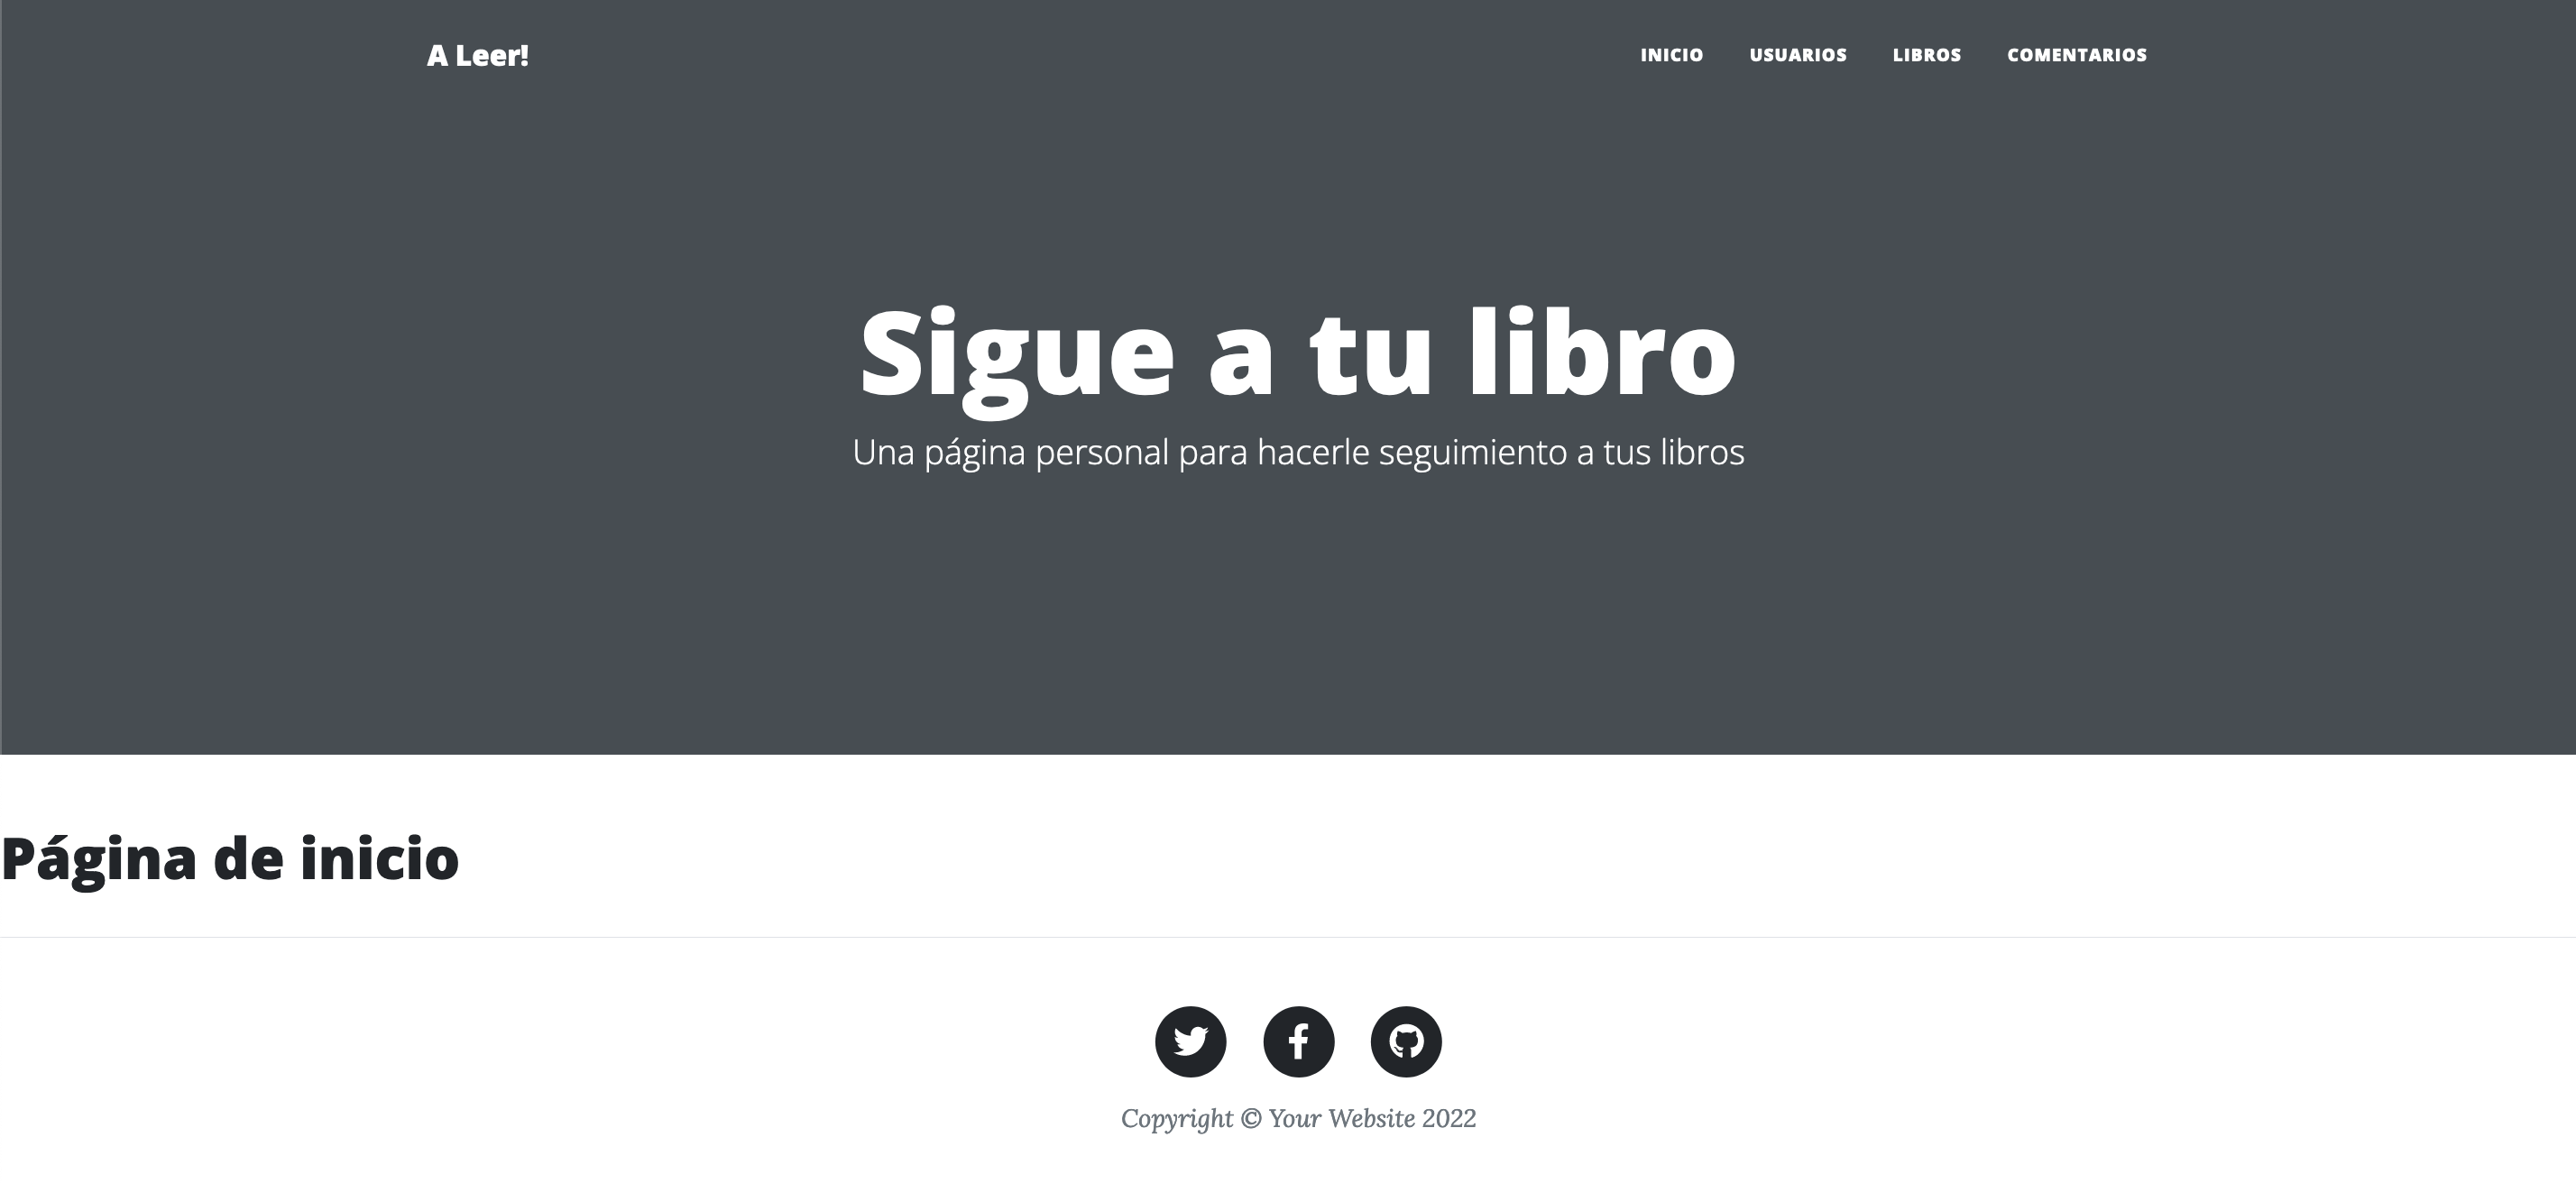 A Leer!
INICIO USUARIOS LIBROS COMENTARIOS
Sigue a tu libro
Una página personal para hacerle seguimiento a tus libros
Página de inicio
Copyright © Your Website 2022